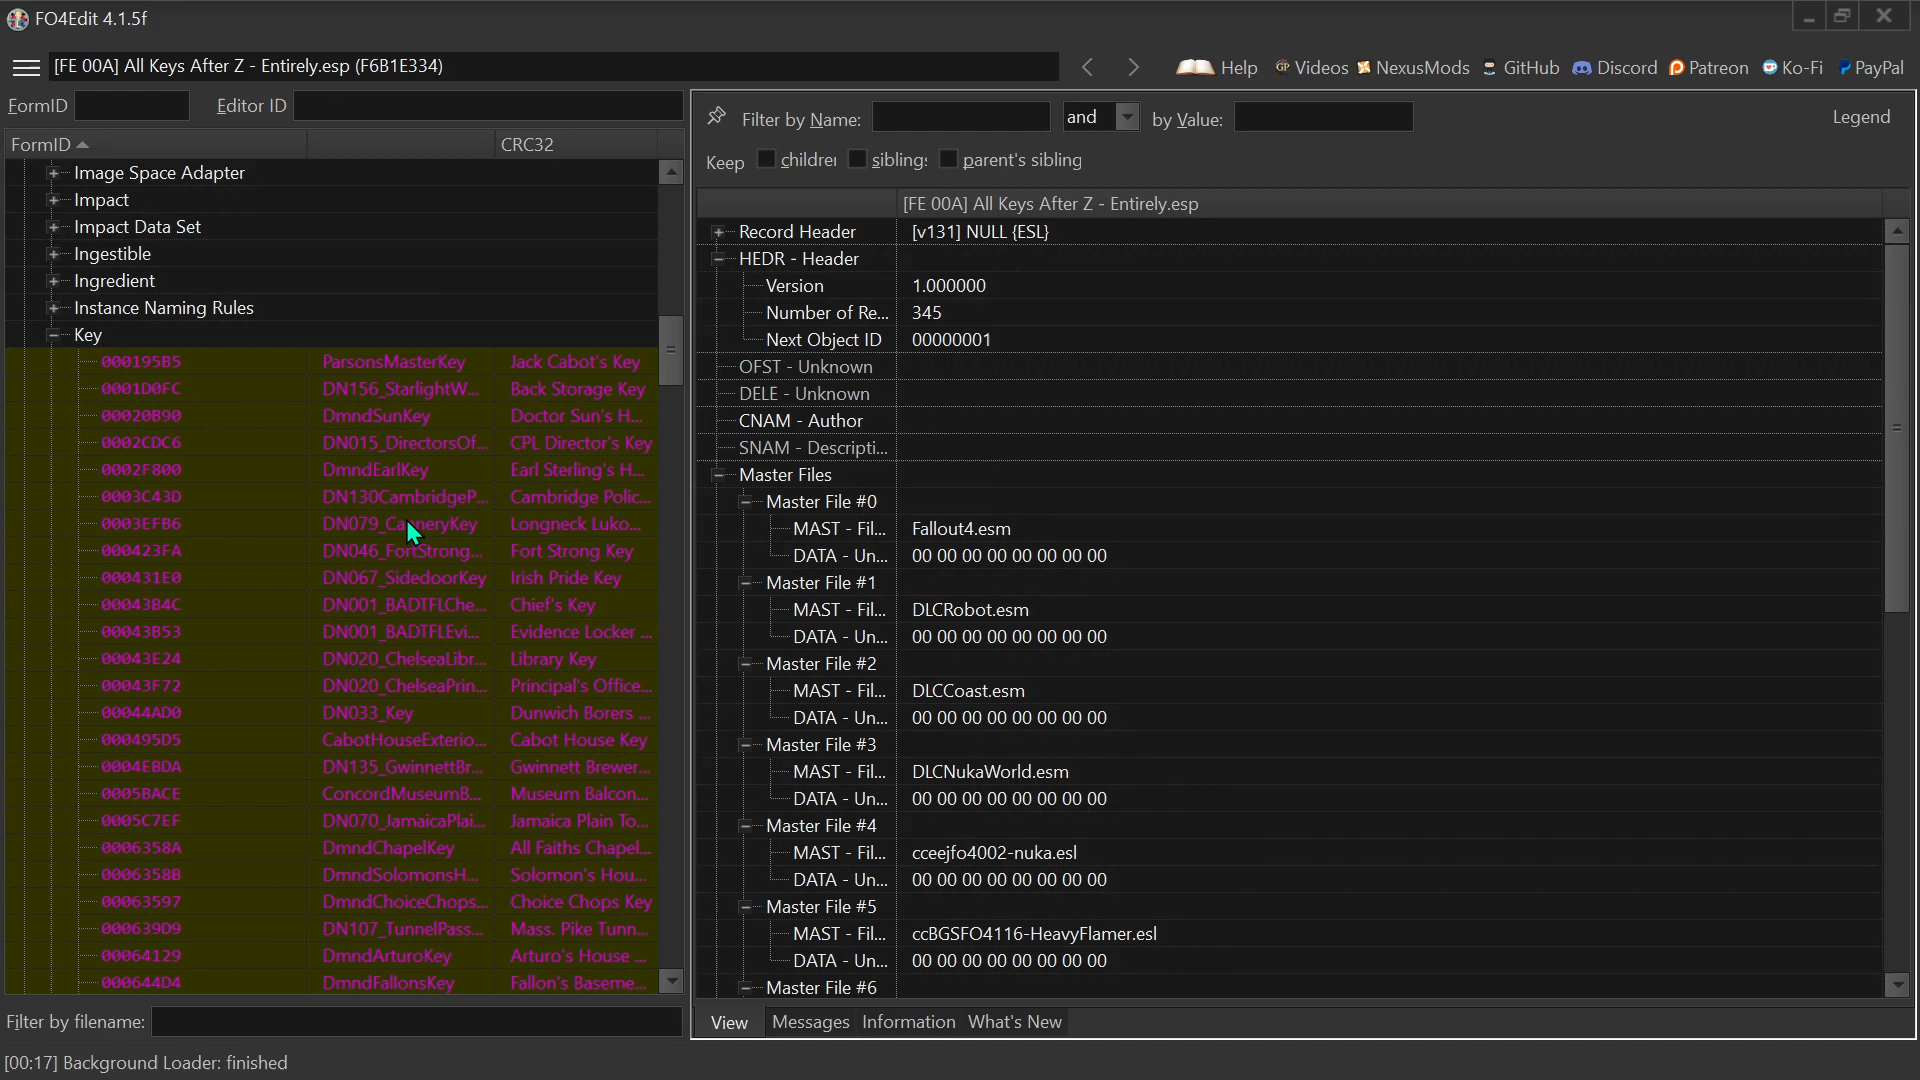 FO4Edit 4.1.5f
[FE 00A] All Keys After Z - Entirely.esp (F6B1E334)
Help
GP Videos
NexusMods
GitHub
Discord
Patreon
Ko-Fi
PayPal
FormID
Editor ID
FormID
CRC32
Image Space Adapter
Impact
Impact Data Set
Ingestible
Ingredient
Instance Naming Rules
Key
000195B5 ParsonsMasterKey Jack Cabot's Key
0001D0FC DN156_StarlightW... Back Storage Key
00020B90 DmndSunKey Doctor Sun's H...
0002CDC6 DN015_DirectorsOf... CPL Director's Key
0002F800 DmndEarlKey Earl Sterling's H...
0003C43D DN130CambridgeP... Cambridge Polic...
0003EFB6 DN079_CanneryKey Longneck Luko...
000423FA DN046_FortStrong... Fort Strong Key
000431E0 DN067_SidedoorKey Irish Pride Key
00043B4C DN001_BADTFLChe... Chief's Key
00043B53 DN001_BADTFLEvi... Evidence Locker ...
00043E24 DN020_ChelseaLibr... Library Key
00043F72 DN020_ChelseaPrin... Principal's Office...
00044AD0 DN033_Key Dunwich Borers ...
000495D5 CabotHouseExterio... Cabot House Key
0004EBDA DN135_GwinnettBr... Gwinnett Brewer...
0005BACE ConcordMuseumB... Museum Balcon...
0005C7EF DN070_JamaicaPlai... Jamaica Plain To...
0006358A DmndChapelKey All Faiths Chapel...
0006358B DmndSolomonsH... Solomon's Hou...
00063597 DmndChoiceChops... Choice Chops Key
000639D9 DN107_TunnelPass... Mass. Pike Tunn...
00064129 DmndArturoKey Arturo's House ...
000644D4 DmndFallonsKey Fallon's Baseme...
Filter by filename:
[00:17] Background Loader: finished
Filter by Name:
and
by Value:
Legend
Keep
children
siblings
parent's sibling
[FE 00A] All Keys After Z - Entirely.esp
Record Header [v131] NULL {ESL}
HEDR - Header
Version 1.000000
Number of Re... 345
Next Object ID 00000001
OFST - Unknown
DELE - Unknown
CNAM - Author
SNAM - Descripti...
Master Files
Master File #0
MAST - Fil... Fallout4.esm
DATA - Un... 00 00 00 00 00 00 00 00
Master File #1
MAST - Fil... DLCRobot.esm
DATA - Un... 00 00 00 00 00 00 00 00
Master File #2
MAST - Fil... DLCCoast.esm
DATA - Un... 00 00 00 00 00 00 00 00
Master File #3
MAST - Fil... DLCNukaWorld.esm
DATA - Un... 00 00 00 00 00 00 00 00
Master File #4
MAST - Fil... cceejfo4002-nuka.esl
DATA - Un... 00 00 00 00 00 00 00 00
Master File #5
MAST - Fil... ccBGSFO4116-HeavyFlamer.esl
DATA - Un... 00 00 00 00 00 00 00 00
Master File #6
View
Messages
Information
What's New